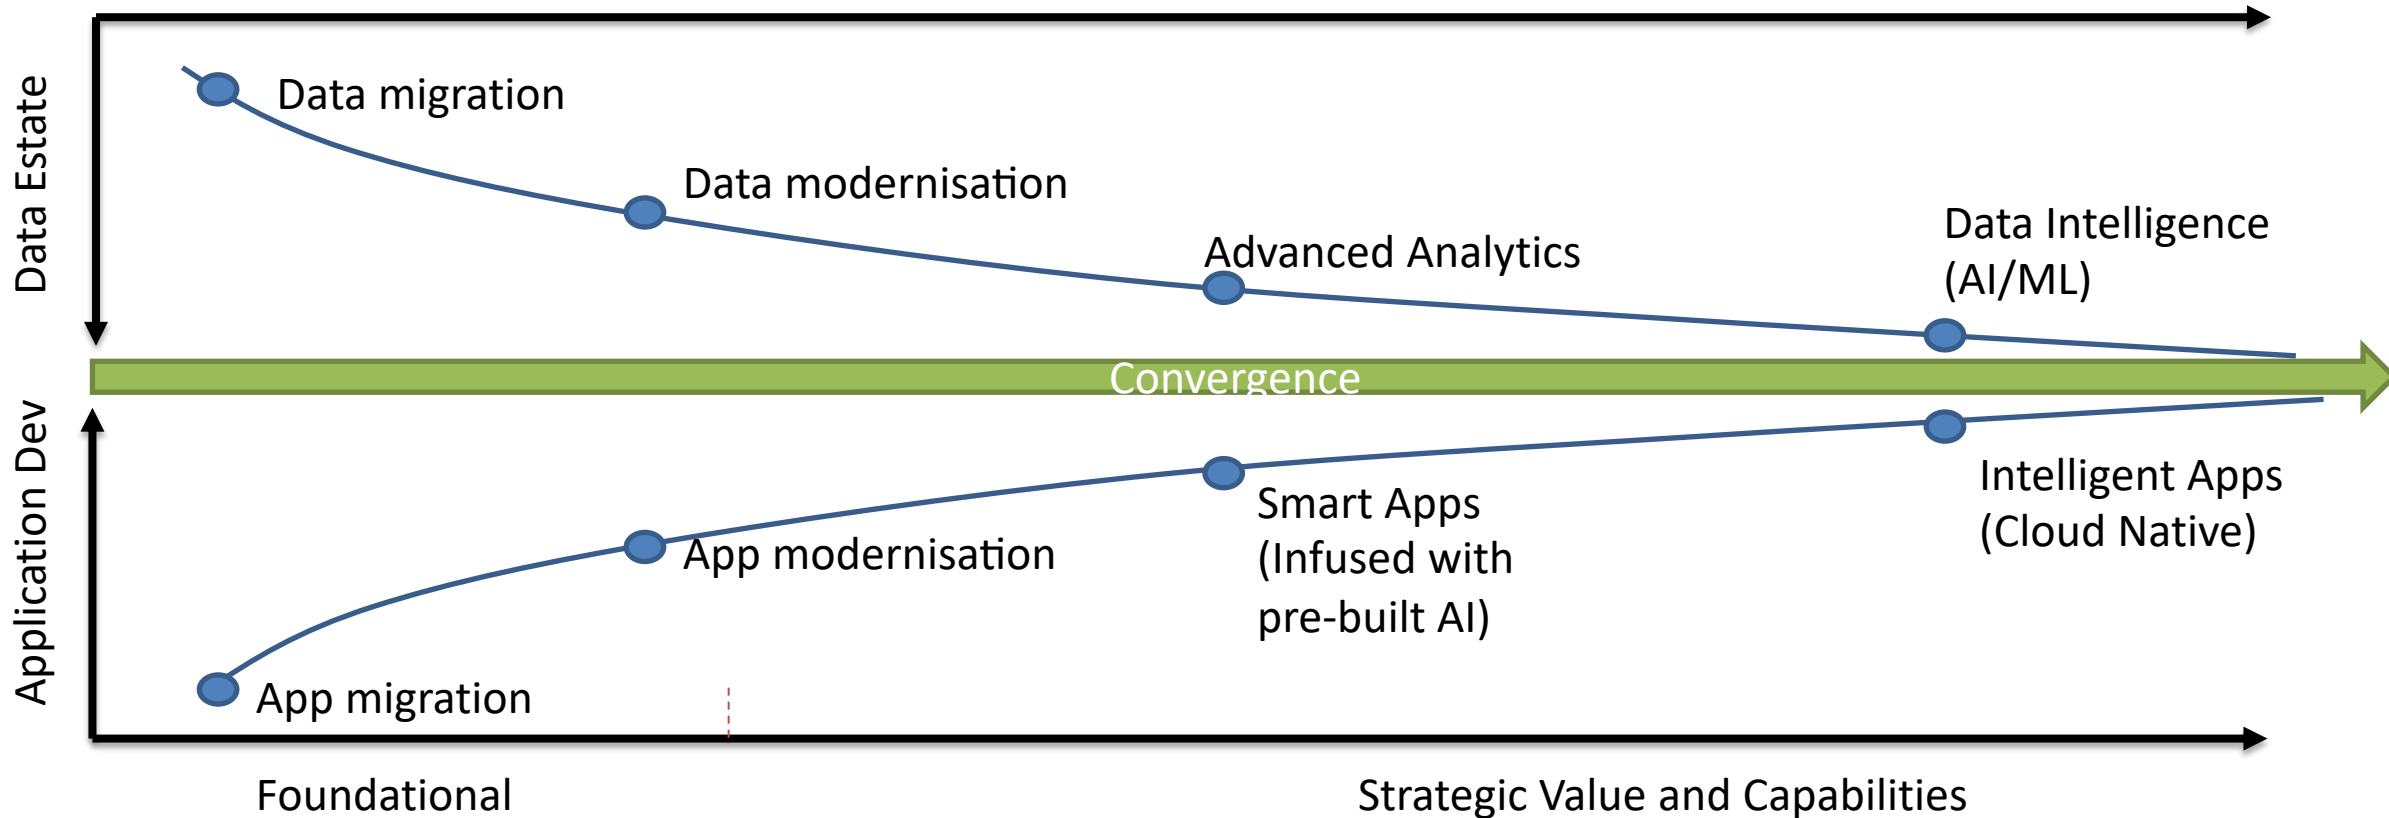 Data Estate
Data migration
Data modernisation
Advanced Analytics
Data Intelligence
(AI/ML)
Convergence
Application Dev
App migration
App modernisation
Smart Apps
(Infused with
pre-built AI)
Intelligent Apps
(Cloud Native)
Foundational
Strategic Value and Capabilities